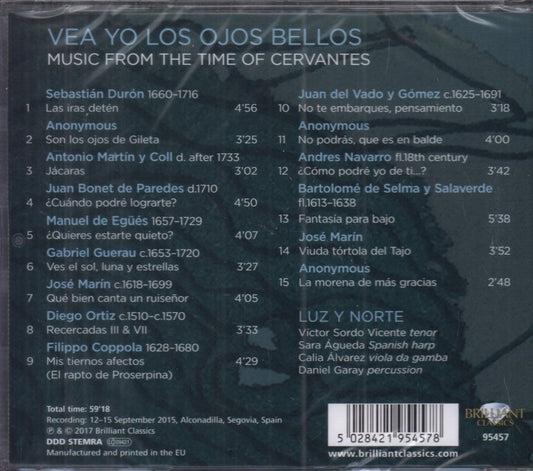 VEA YO LOS OJOS BELLOS
MUSIC FROM THE TIME OF CERVANTES
Sebastián Durón 1660–1716
1 Las iras detén 4'56
Anonymous
2 Son los ojos de Gileta 3'25
Antonio Martín y Coll d. after 1733
3 Jácaras 3'02
Juan Bonet de Paredes d.1710
4 ¿Cuándo podré lograrte? 4'50
Manuel de Egüés 1657–1729
5 ¿Quieres estarte quieto? 4'07
Gabriel Guerau c.1653–1720
6 Ves el sol, luna y estrellas 3'27
José Marín c.1618–1699
7 Qué bien canta un ruiseñor 4'05
Diego Ortiz c.1510–c.1570
8 Recercadas III & VII 3'33
Filippo Coppola 1628–1680
9 Mis tiernos afectos 4'29
(El rapto de Proserpina)
Juan del Vado y Gómez c.1625–1691
10 No te embarques, pensamiento 3'18
Anonymous
11 No podrás, que es en balde 4'00
Andres Navarro fl.18th century
12 ¿Cómo podré yo de ti...? 3'42
Bartolomé de Selma y Salaverde
fl.1613–1638
13 Fantasía para bajo 5'38
José Marín
14 Viuda tórtola del Tajo 3'52
Anonymous
15 La morena de más gracias 2'48
LUZ Y NORTE
Víctor Sordo Vicente tenor
Sara Águeda Spanish harp
Calia Álvarez viola da gamba
Daniel Garay percussion
Total time: 59'18
Recording: 12–15 September 2015, Alconadilla, Segovia, Spain
℗ & © 2017 Brilliant Classics
DDD STEMRA LC 09421
Manufactured and printed in the EU
5 028421 954578
www.brilliantclassics.com
BRILLIANT
CLASSICS
95457